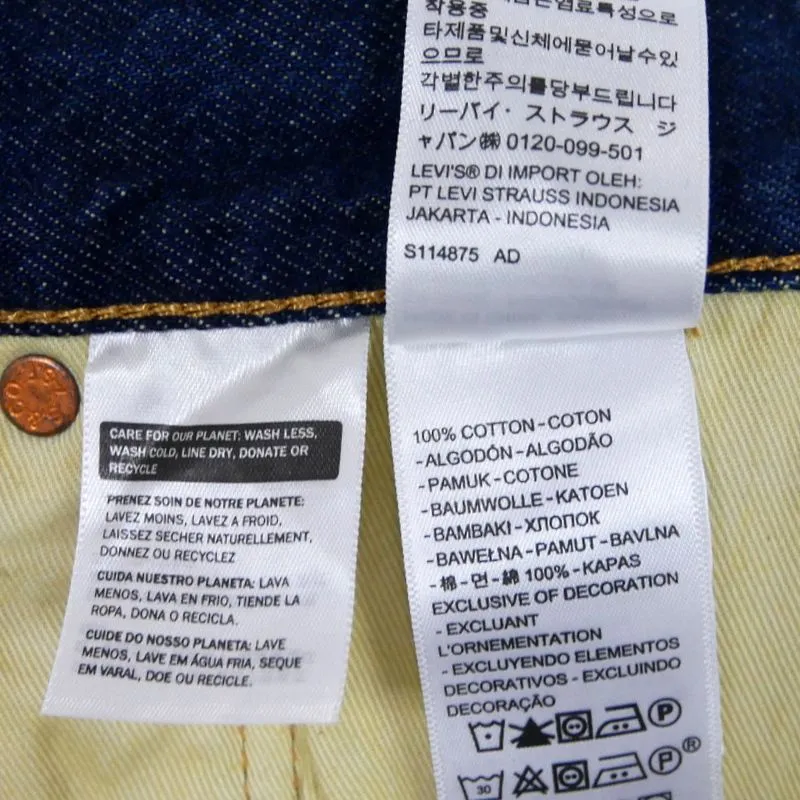 착용중
타제품및신체에묻어날수있
으므로
각별한주의를당부드립니다
リーバイ・ストラウス ジ
ャパン㈱ 0120-099-501
LEVI'S® DI IMPORT OLEH:
PT LEVI STRAUSS INDONESIA
JAKARTA - INDONESIA
S114875 AD
CARE FOR OUR PLANET: WASH LESS,
WASH COLD, LINE DRY, DONATE OR
RECYCLE
PRENEZ SOIN DE NOTRE PLANETE:
LAVEZ MOINS, LAVEZ A FROID,
LAISSEZ SECHER NATURELLEMENT,
DONNEZ OU RECYCLEZ
CUIDA NUESTRO PLANETA: LAVA
MENOS, LAVA EN FRIO, TIENDE LA
ROPA, DONA O RECICLA.
CUIDE DO NOSSO PLANETA: LAVE
MENOS, LAVE EM ÁGUA FRIA, SEQUE
EM VARAL, DOE OU RECICLE.
100% COTTON - COTON
- ALGODÓN - ALGODÃO
- PAMUK - COTONE
- BAUMWOLLE - KATOEN
- BAMBAKI - ХЛОПОК
- BAWEŁNA - PAMUT - BAVLNA
- 棉 - 면 - 綿 100% - KAPAS
EXCLUSIVE OF DECORATION
- EXCLUANT
L'ORNEMENTATION
- EXCLUYENDO ELEMENTOS
DECORATIVOS - EXCLUINDO
DECORAÇÃO
P
30
P ®